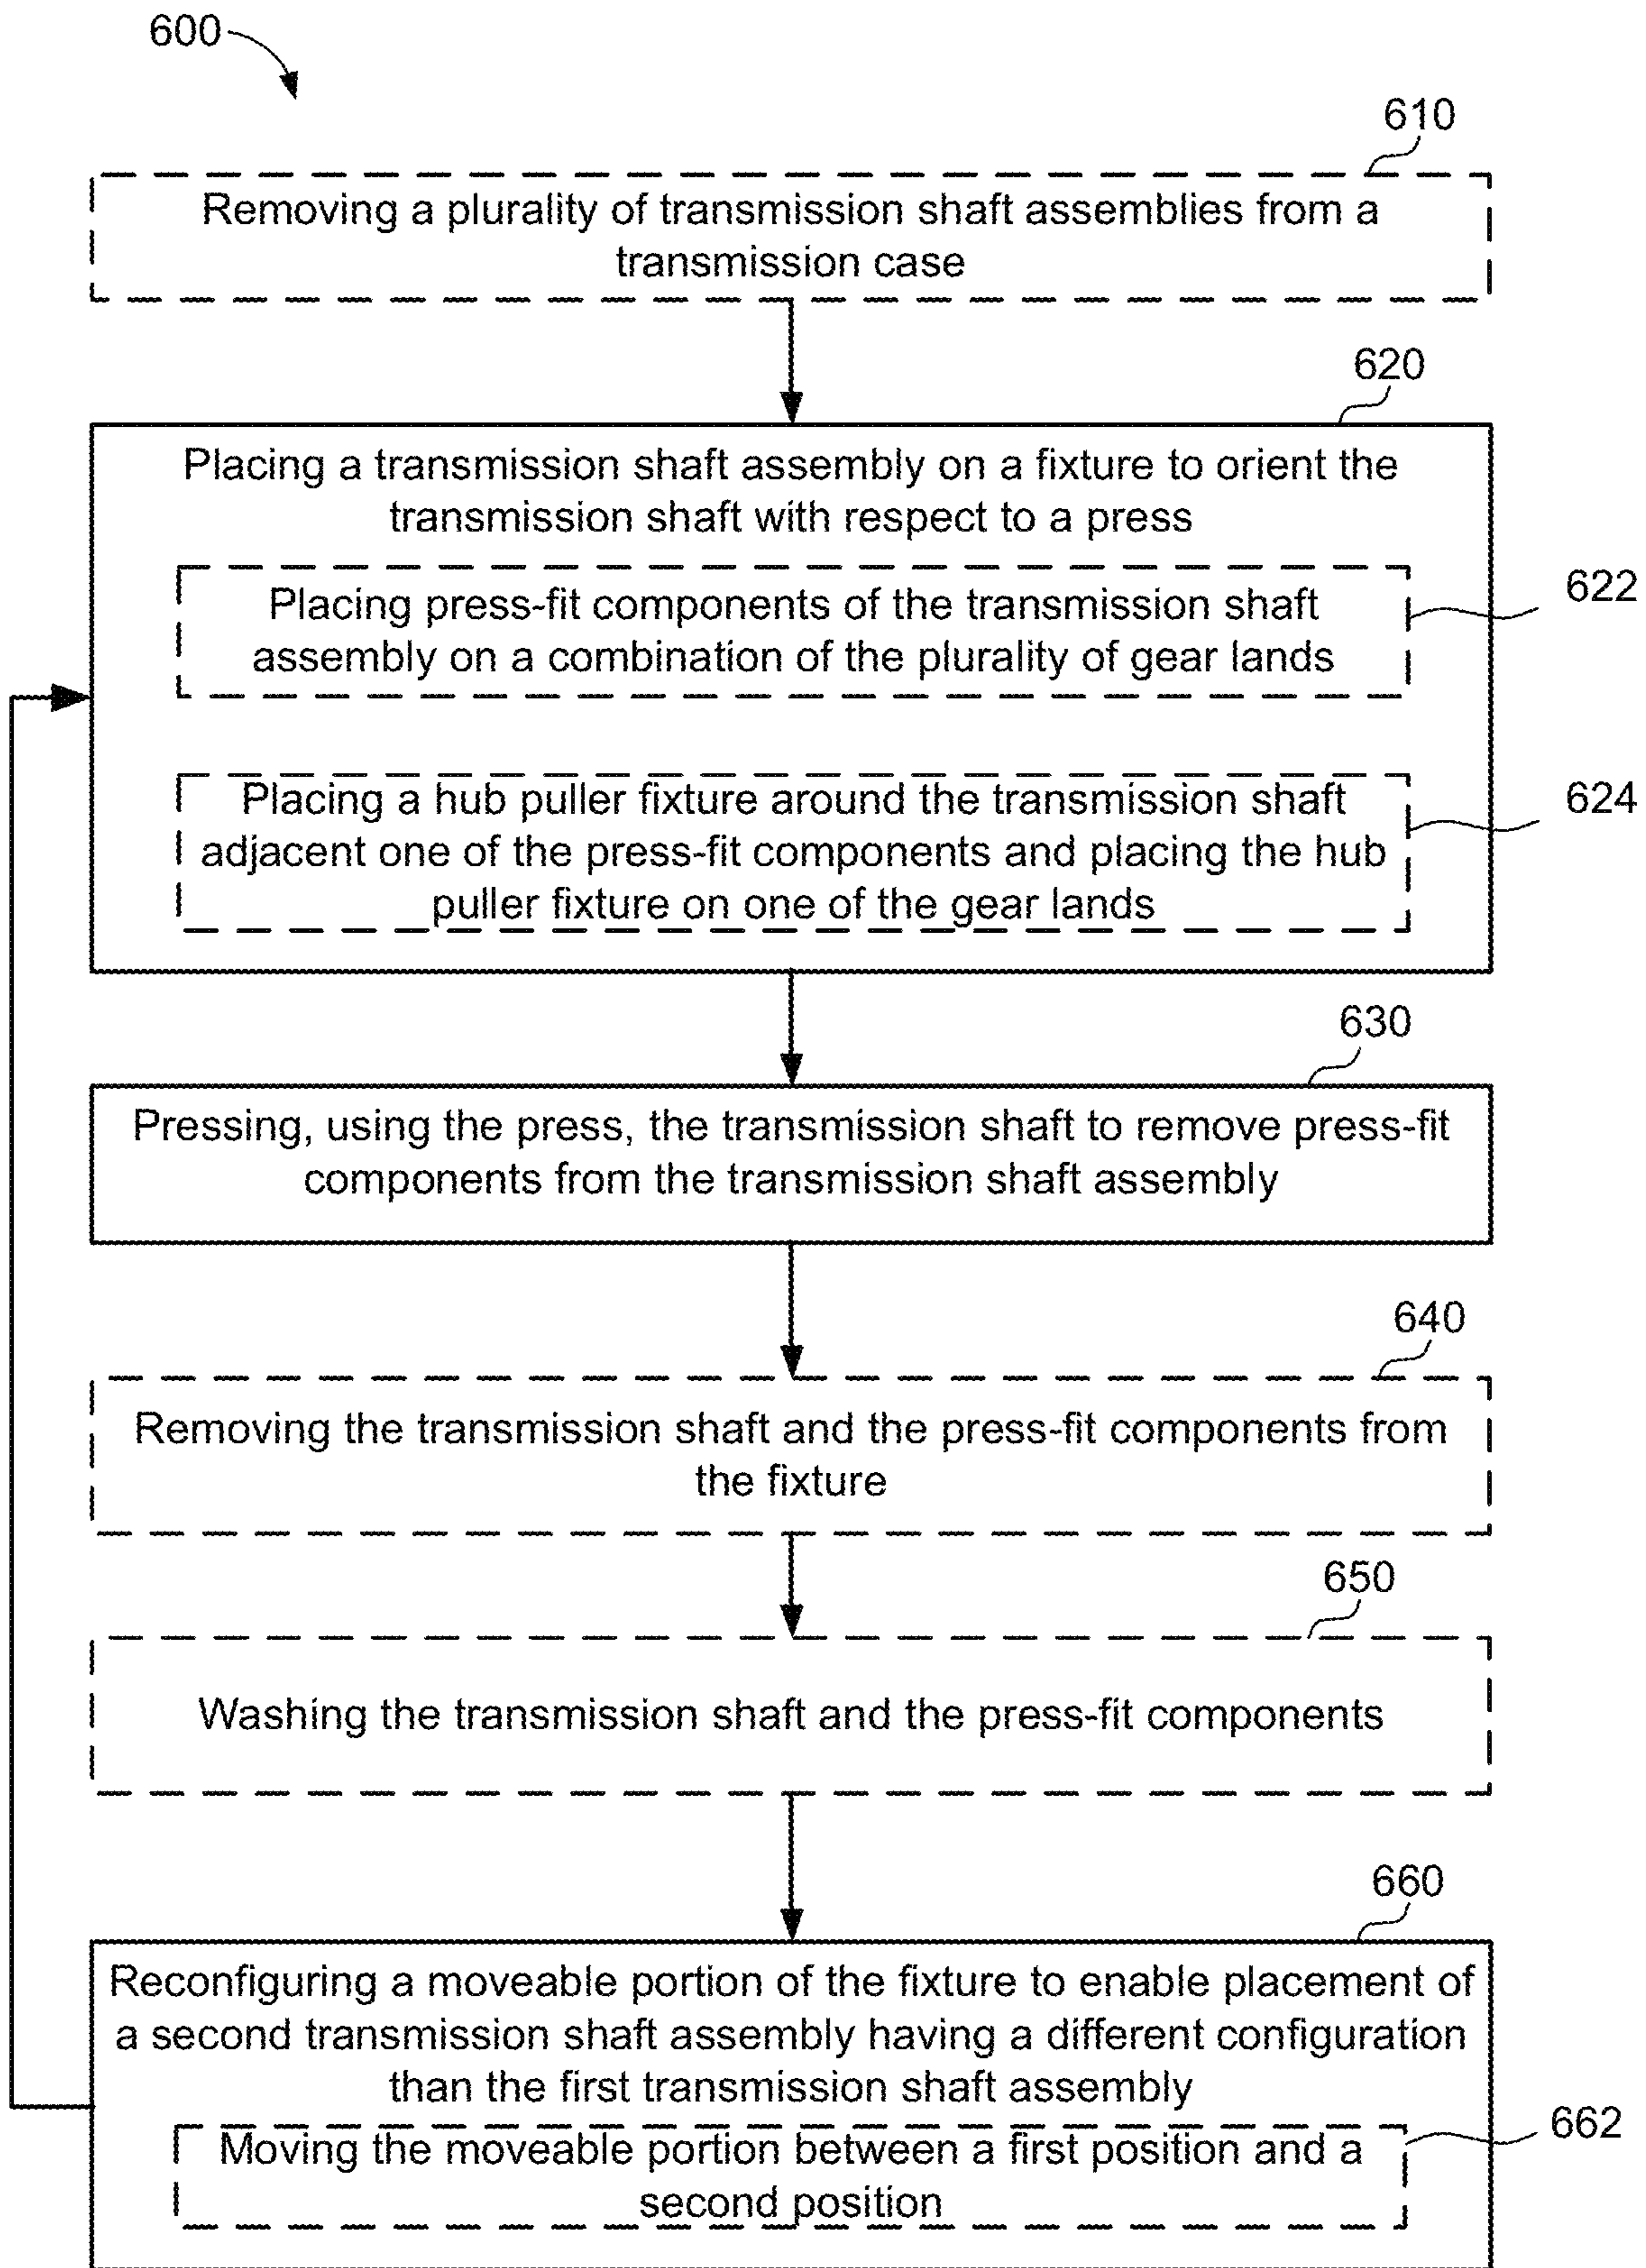 600
610
Removing a plurality of transmission shaft assemblies from a
transmission case
620
Placing a transmission shaft assembly on a fixture to orient the
transmission shaft with respect to a press
Placing press-fit components of the transmission shaft
assembly on a combination of the plurality of gear lands
622
Placing a hub puller fixture around the transmission shaft
adjacent one of the press-fit components and placing the hub
puller fixture on one of the gear lands
624
630
Pressing, using the press, the transmission shaft to remove press-fit
components from the transmission shaft assembly
640
Removing the transmission shaft and the press-fit components from
the fixture
650
Washing the transmission shaft and the press-fit components
660
Reconfiguring a moveable portion of the fixture to enable placement of
a second transmission shaft assembly having a different configuration
than the first transmission shaft assembly
Moving the moveable portion between a first position and a
second position
662